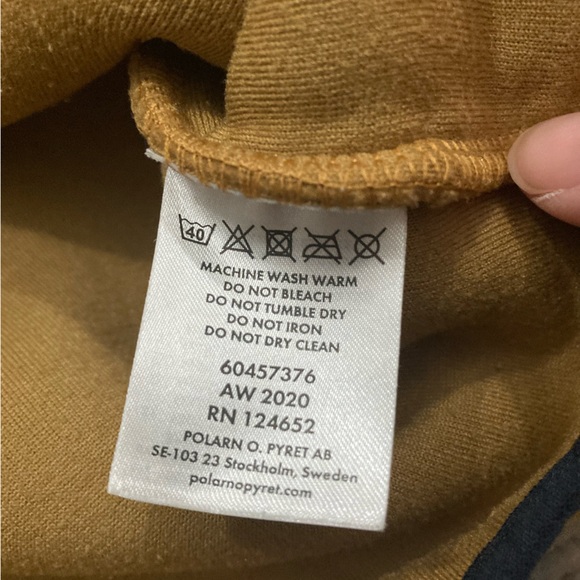 40
MACHINE WASH WARM
DO NOT BLEACH
DO NOT TUMBLE DRY
DO NOT IRON
DO NOT DRY CLEAN
60457376
AW 2020
RN 124652
POLARN O. PYRET AB
SE-103 23 Stockholm, Sweden
polarnopyret.com